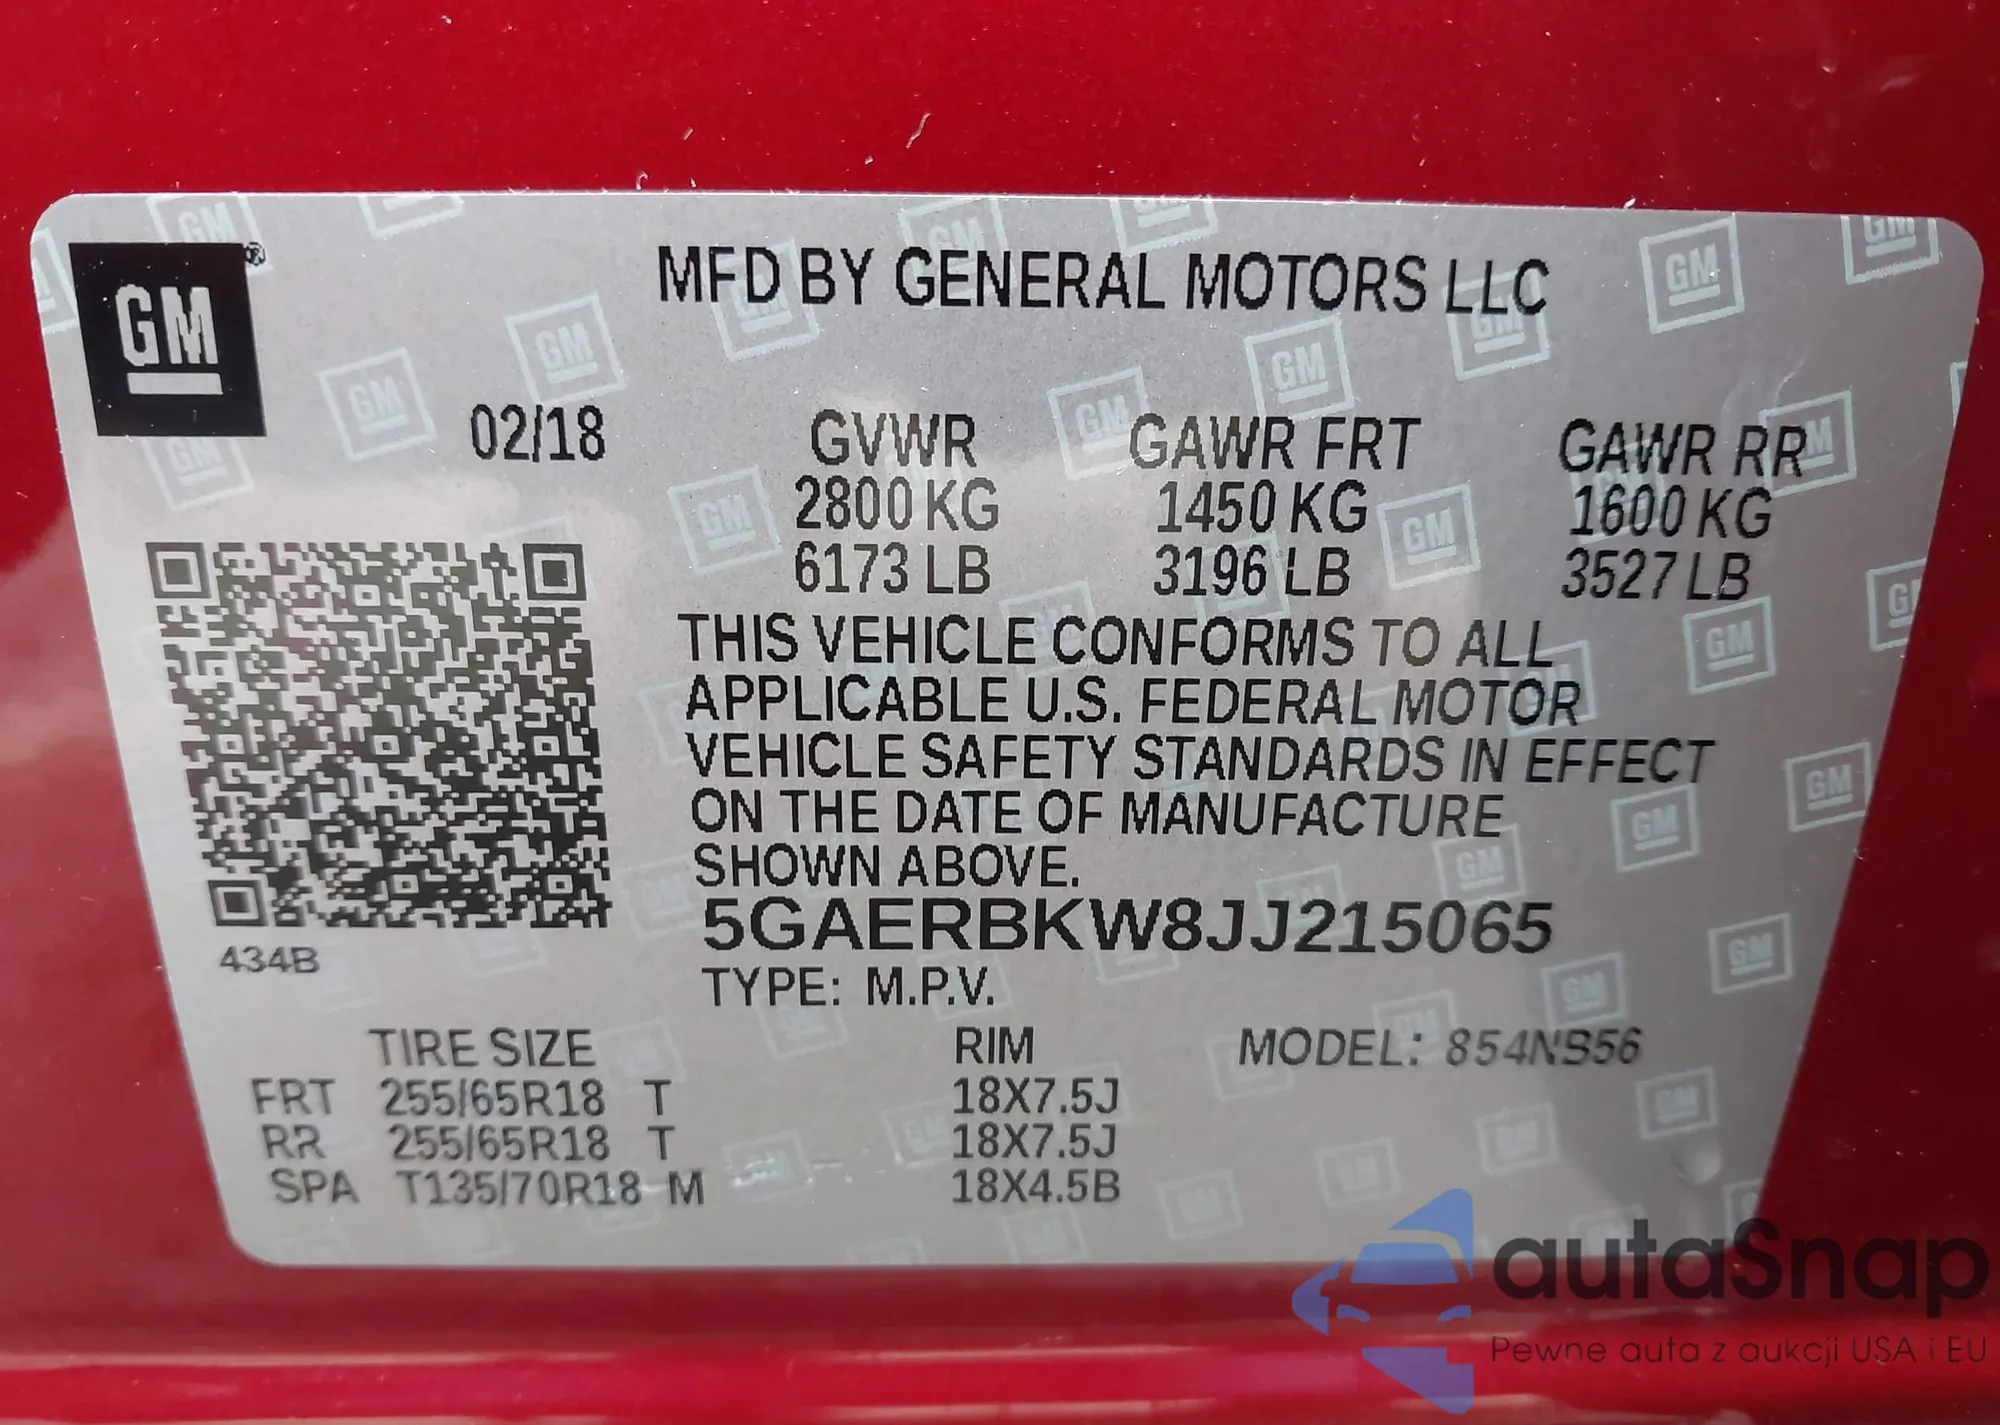 GM
®
MFD BY GENERAL MOTORS LLC
02/18 GVWR GAWR FRT GAWR RR
2800 KG 1450 KG 1600 KG
6173 LB 3196 LB 3527 LB
THIS VEHICLE CONFORMS TO ALL
APPLICABLE U.S. FEDERAL MOTOR
VEHICLE SAFETY STANDARDS IN EFFECT
ON THE DATE OF MANUFACTURE
SHOWN ABOVE.
5GAERBKW8JJ215065
434B
TYPE: M.P.V.
TIRE SIZE RIM MODEL: 854NB56
FRT 255/65R18 T 18X7.5J
RR 255/65R18 T 18X7.5J
SPA T135/70R18 M 18X4.5B
autaSnap
Pewne auta z aukcji USA i EU